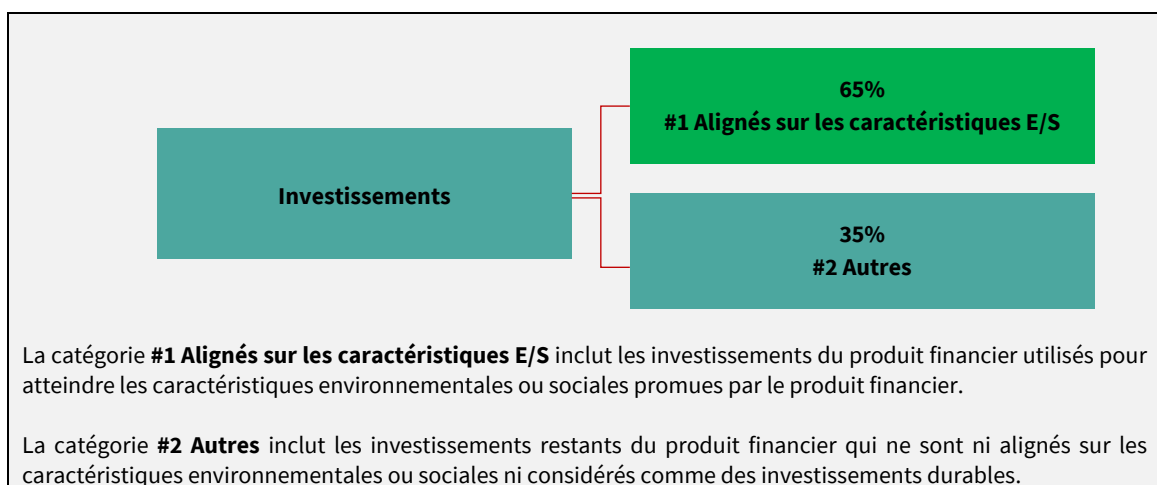 65%
#1 Alignés sur les caractéristiques E/S
Investissements
35%
#2 Autres
La catégorie #1 Alignés sur les caractéristiques E/S inclut les investissements du produit financier utilisés pour
atteindre les caractéristiques environnementales ou sociales promues par le produit financier.
La catégorie #2 Autres inclut les investissements restants du produit financier qui ne sont ni alignés sur les
caractéristiques environnementales ou sociales ni considérés comme des investissements durables.